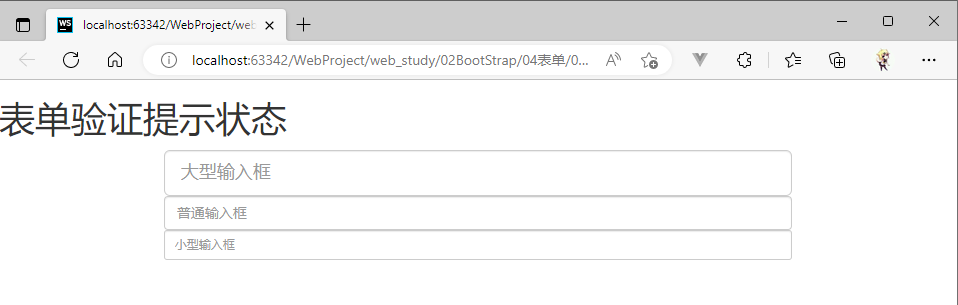 localhost:63342/WebProject/web
localhost:63342/WebProject/web_study/02BootStrap/04表单/0...
表单验证提示状态
大型输入框
普通输入框
小型输入框